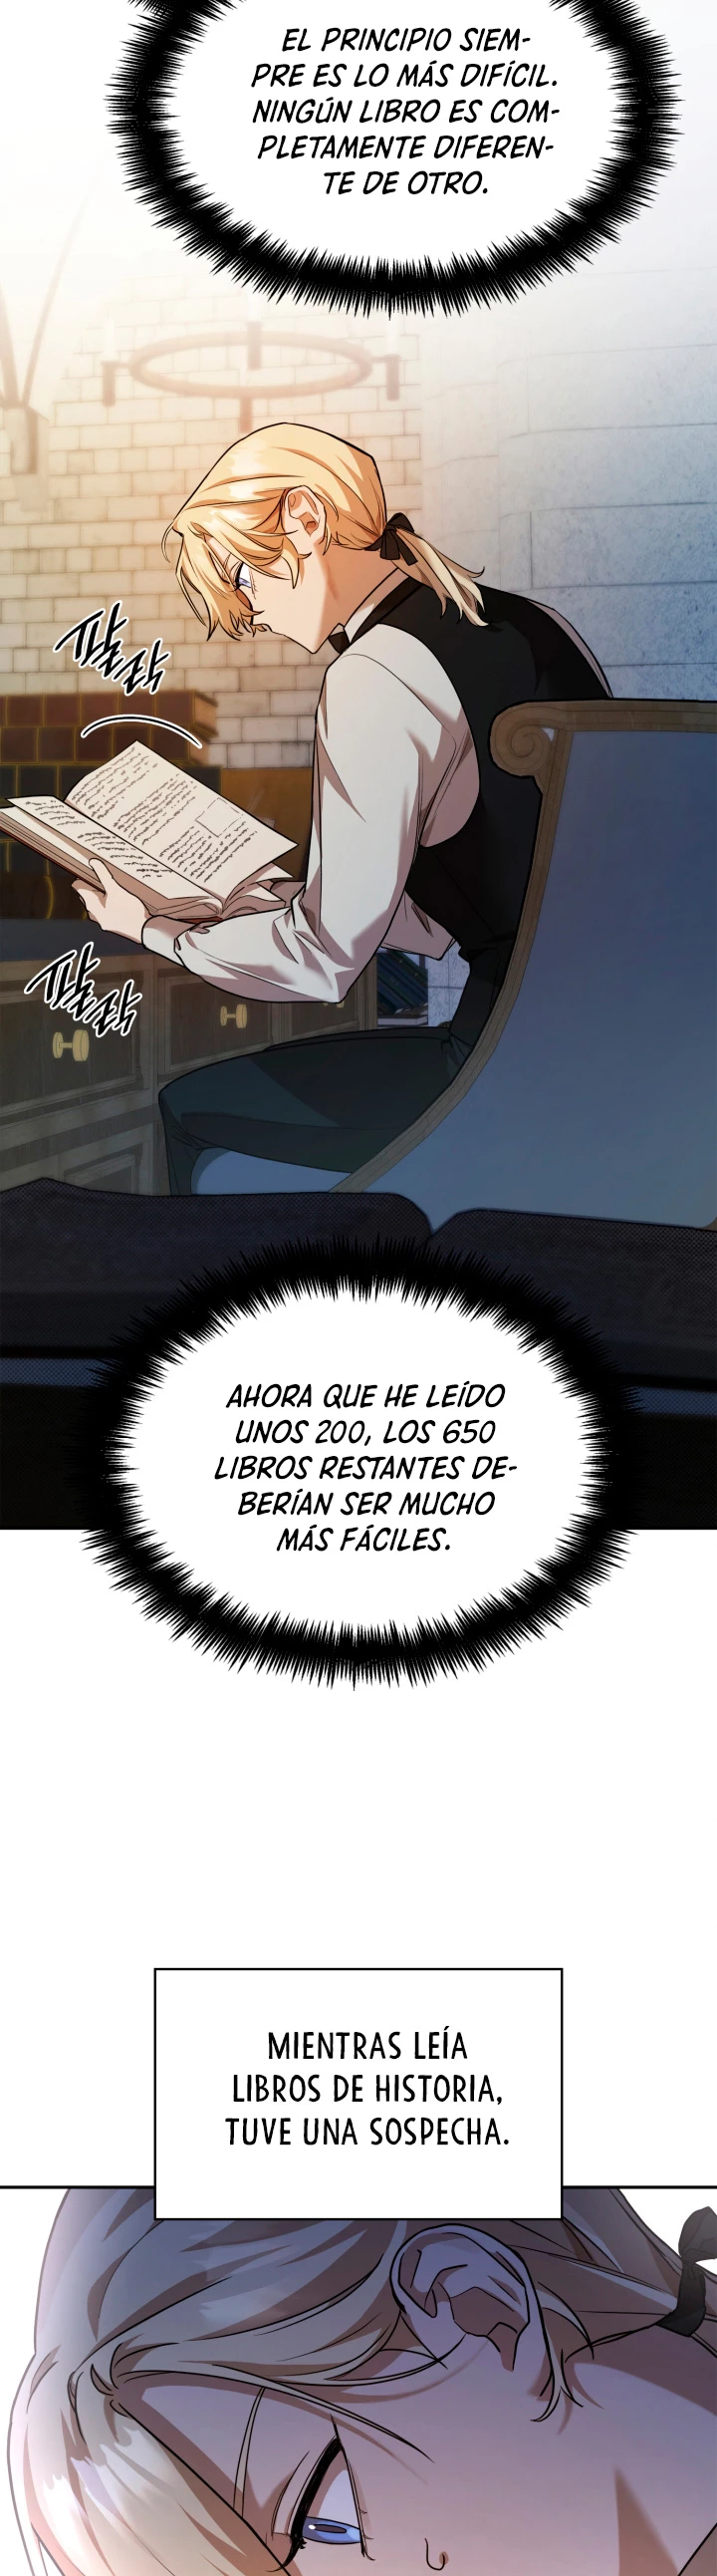 EL PRINCIPIO SIEM-
PRE ES LO MÁS DIFÍCIL.
NINGÚN LIBRO ES COM-
PLETAMENTE DIFEREN-
TE DE OTRO.
팔락
팔락
AHORA QUE HE LEÍDO
UNOS 200, LOS 650
LIBROS RESTANTES DE-
BERÍAN SER MUCHO
MÁS FÁCILES.
MIENTRAS LEÍA
LIBROS DE HISTORIA,
TUVE UNA SOSPECHA.